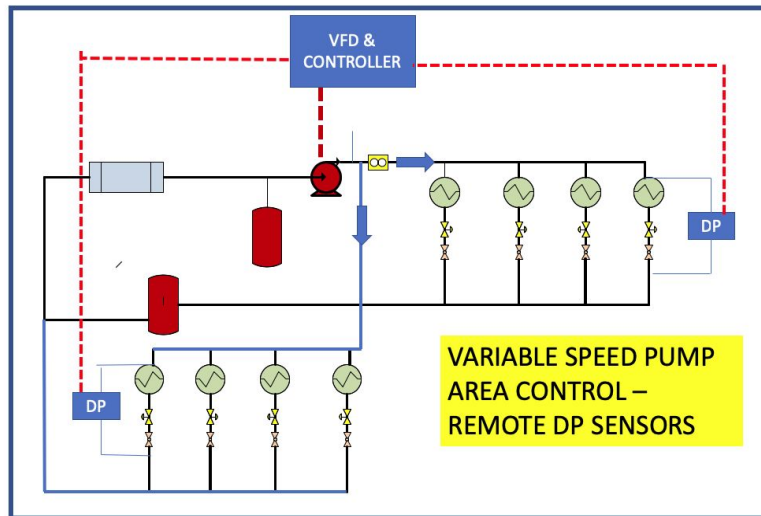 VFD &
CONTROLLER
DP
DP
VARIABLE SPEED PUMP
AREA CONTROL –
REMOTE DP SENSORS